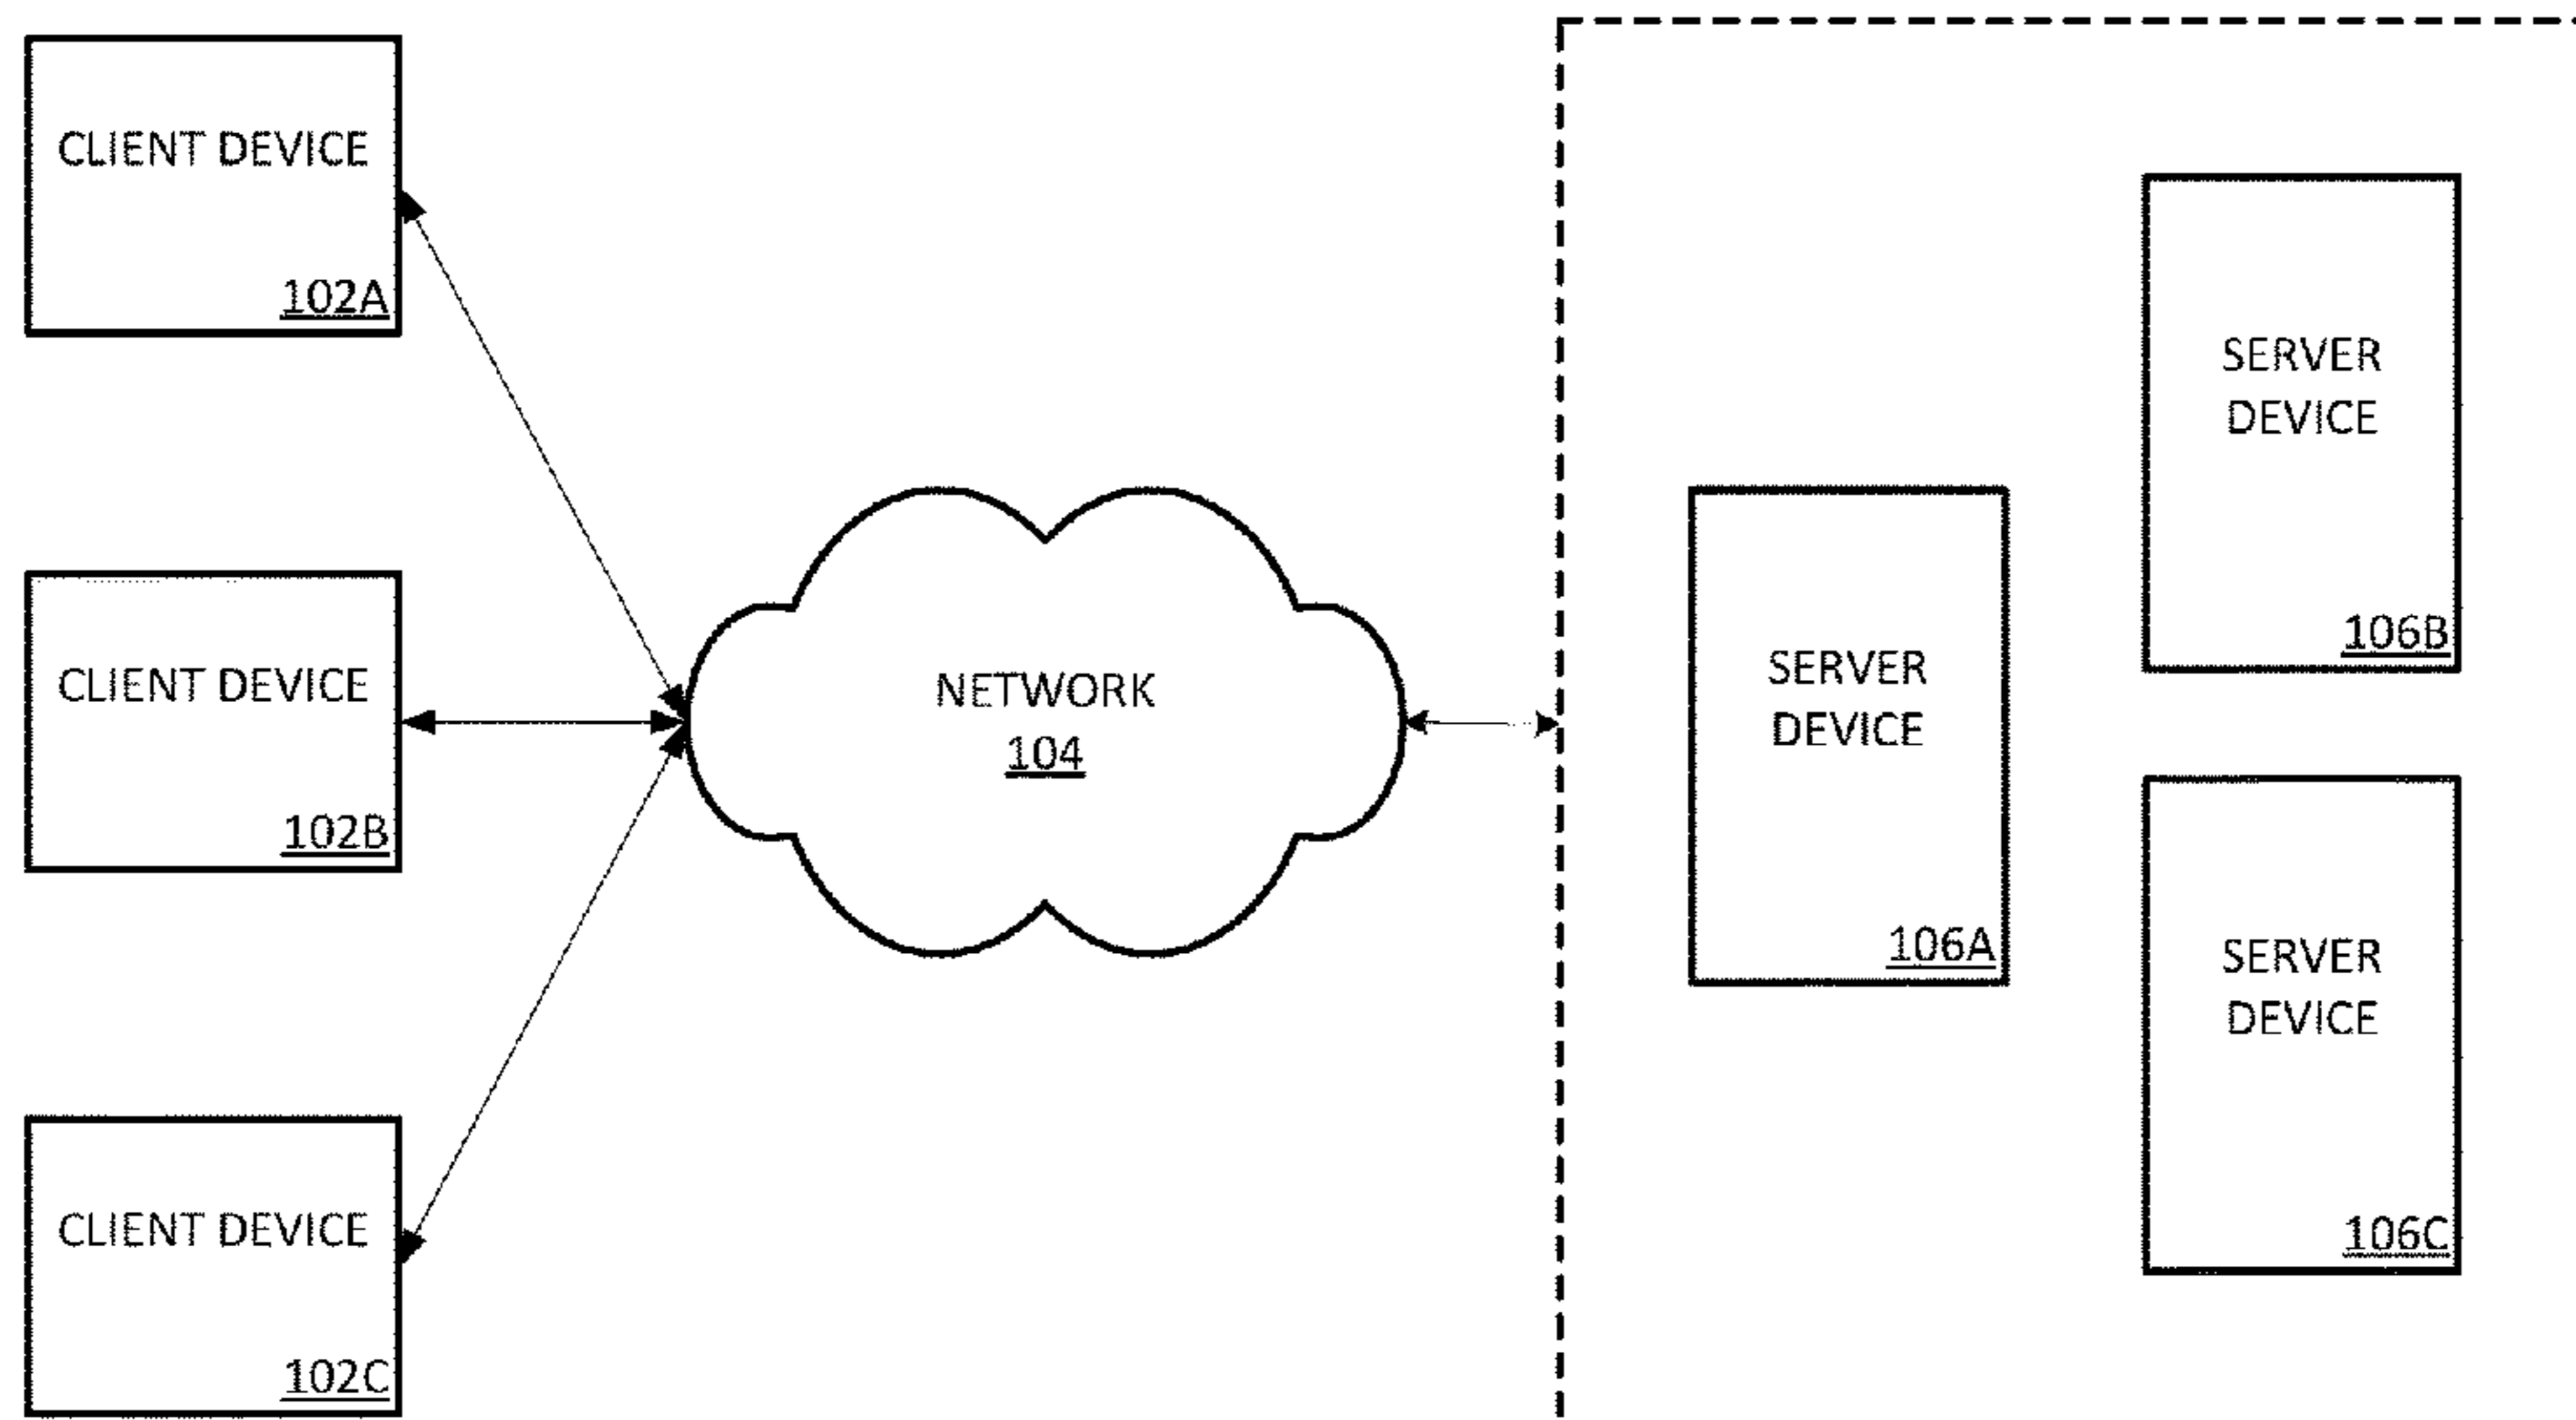 CLIENT DEVICE
102A
CLIENT DEVICE
102B
CLIENT DEVICE
102C
NETWORK
104
SERVER
DEVICE
106A
SERVER
DEVICE
106B
SERVER
DEVICE
106C